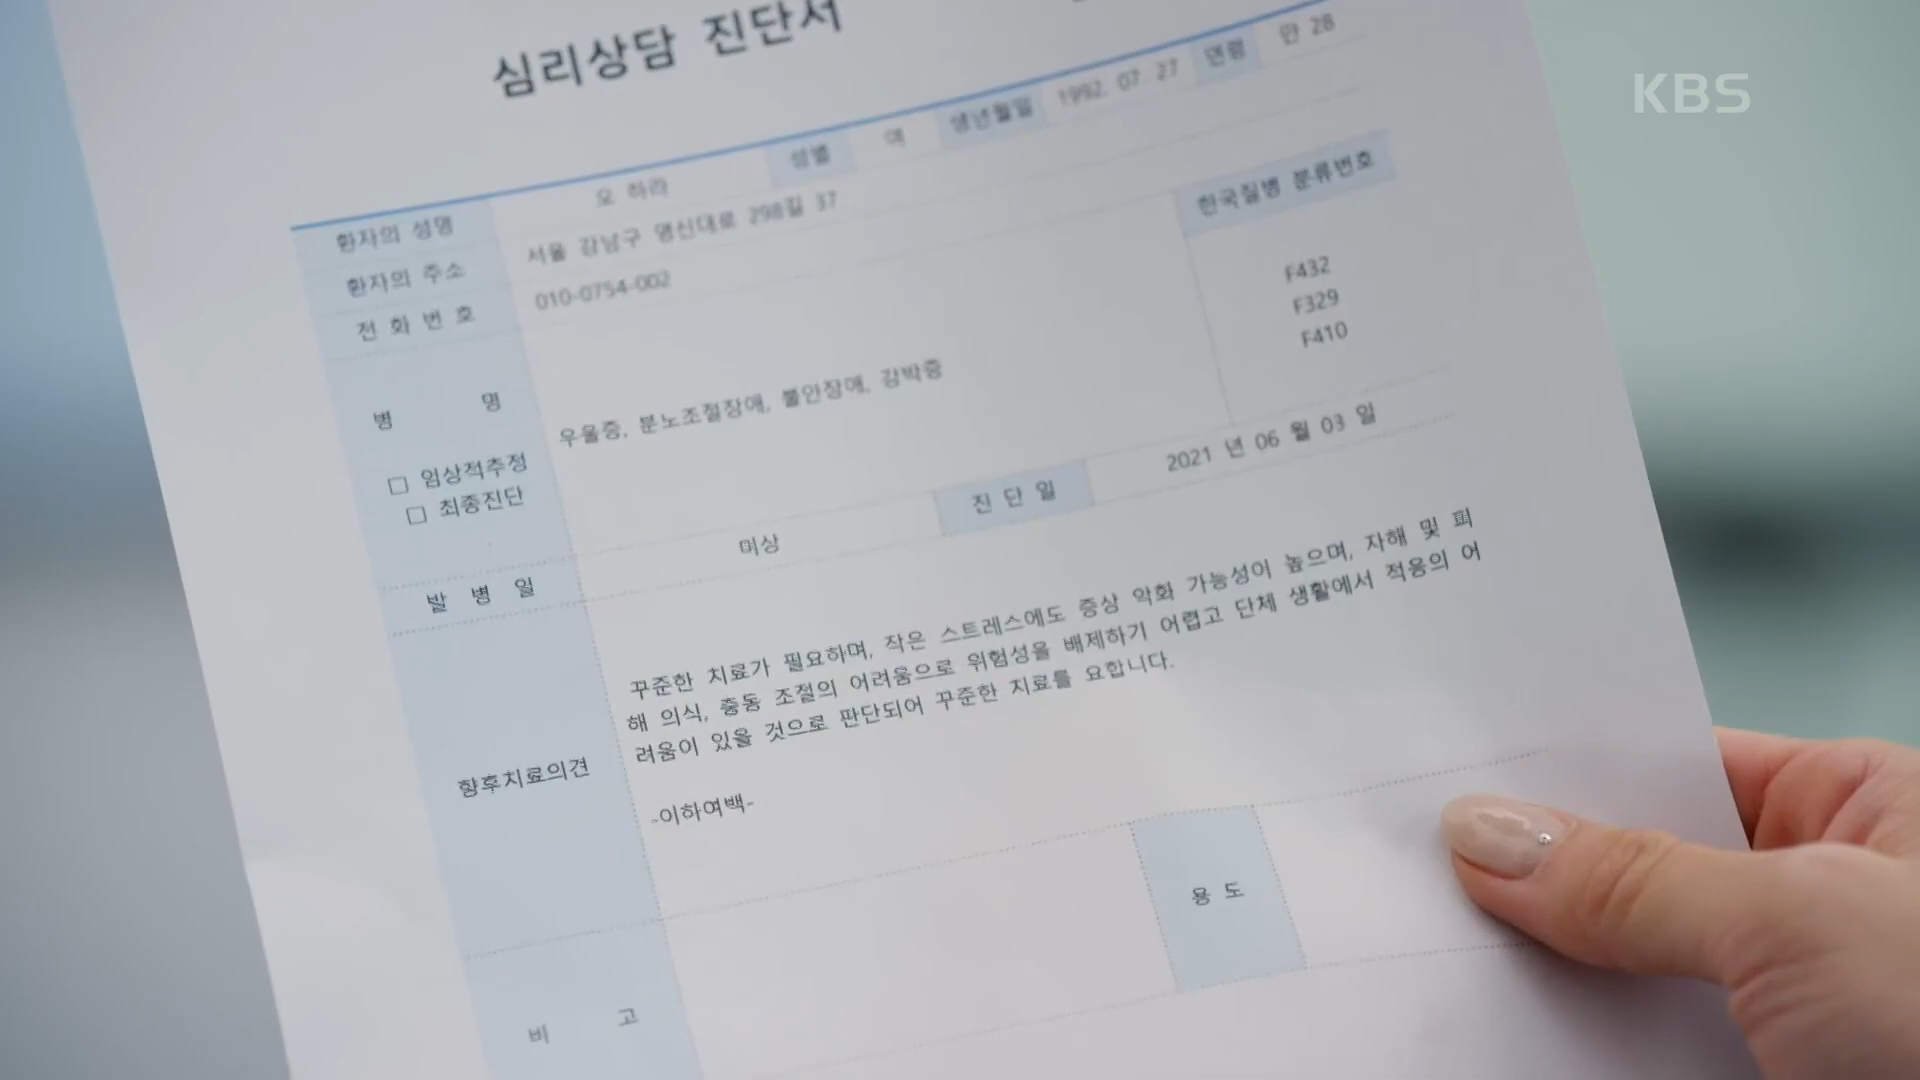 심리상담 진단서
KBS
환자의 성명 오 하라 성별 여 생년월일 1992. 07. 27 연령 만 28
환자의 주소 서울 강남구 영신대로 298길 37
전 화 번 호 010-0754-002
한국질병 분류번호
병 명 우울증, 분노조절장애, 불안장애, 강박증
F432
F329
F410
□ 임상적추정
□ 최종진단
발 병 일 미상 진 단 일 2021 년 06 월 03 일
향후치료의견
꾸준한 치료가 필요하며, 작은 스트레스에도 증상 악화 가능성이 높으며, 자해 및 피
해 의식, 충동 조절의 어려움으로 위험성을 배제하기 어렵고 단체 생활에서 적응의 어
려움이 있을 것으로 판단되어 꾸준한 치료를 요합니다.
-이하여백-
비 고 용 도